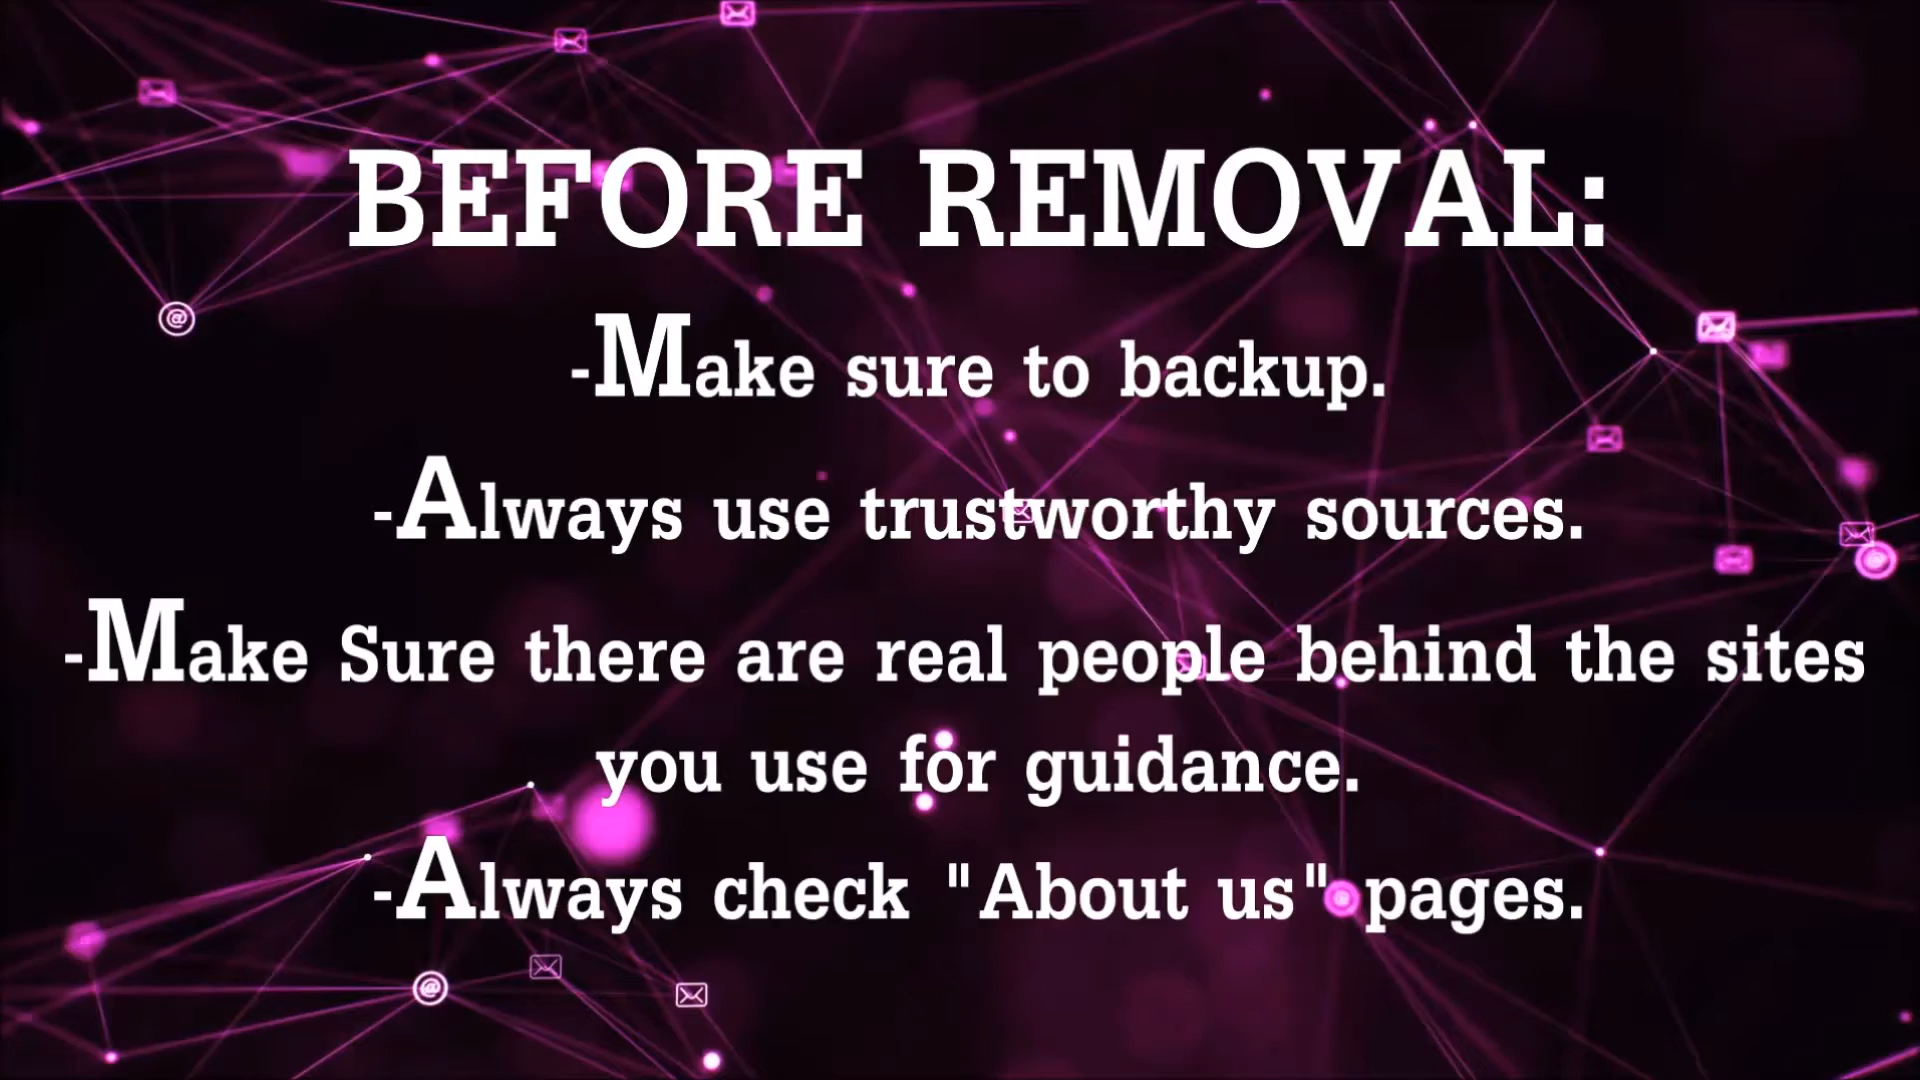 BEFORE REMOVAL:
-Make sure to backup.
-Always use trustworthy sources.
-Make Sure there are real people behind the sites
you use for guidance.
-Always check "About us" pages.